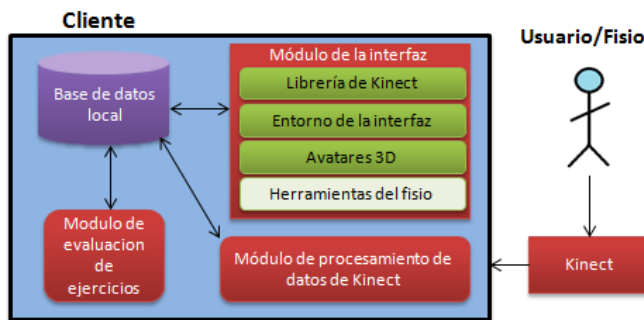 Cliente
Usuario/Fisio
Base de datos
local
Módulo de la interfaz
Librería de Kinect
Entorno de la interfaz
Avatares 3D
Herramientas del fisio
Modulo de
evaluacion
de
ejercicios
Módulo de procesamiento de
datos de Kinect
Kinect